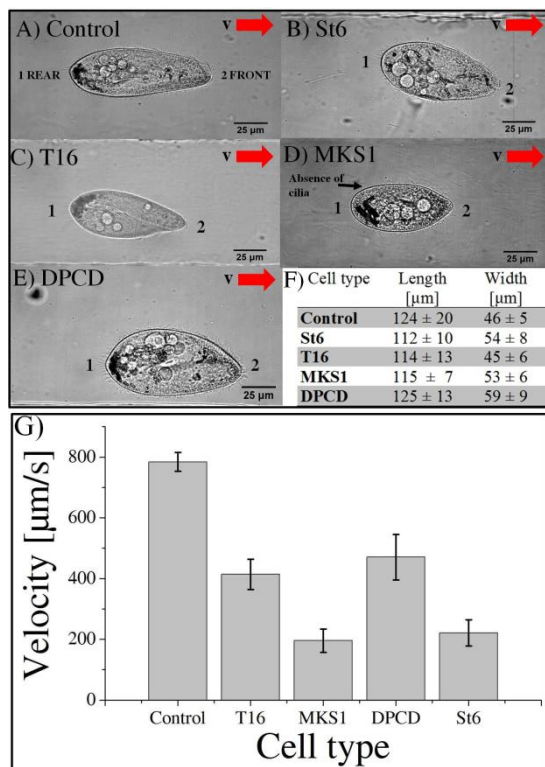 A) Control
v
1 REAR
2 FRONT
25 µm
B) St6
v
1
2
25 µm
C) T16
v
1
2
25 µm
D) MKS1
v
Absence of
cilia
1
2
25 µm
E) DPCD
v
1
2
25 µm
F) Cell type Length Width
[µm] [µm]
Control 124 ± 20 46 ± 5
St6 112 ± 10 54 ± 8
T16 114 ± 13 45 ± 6
MKS1 115 ± 7 53 ± 6
DPCD 125 ± 13 59 ± 9
G)
Velocity [µm/s]
800
600
400
200
0
Control T16 MKS1 DPCD St6
Cell type